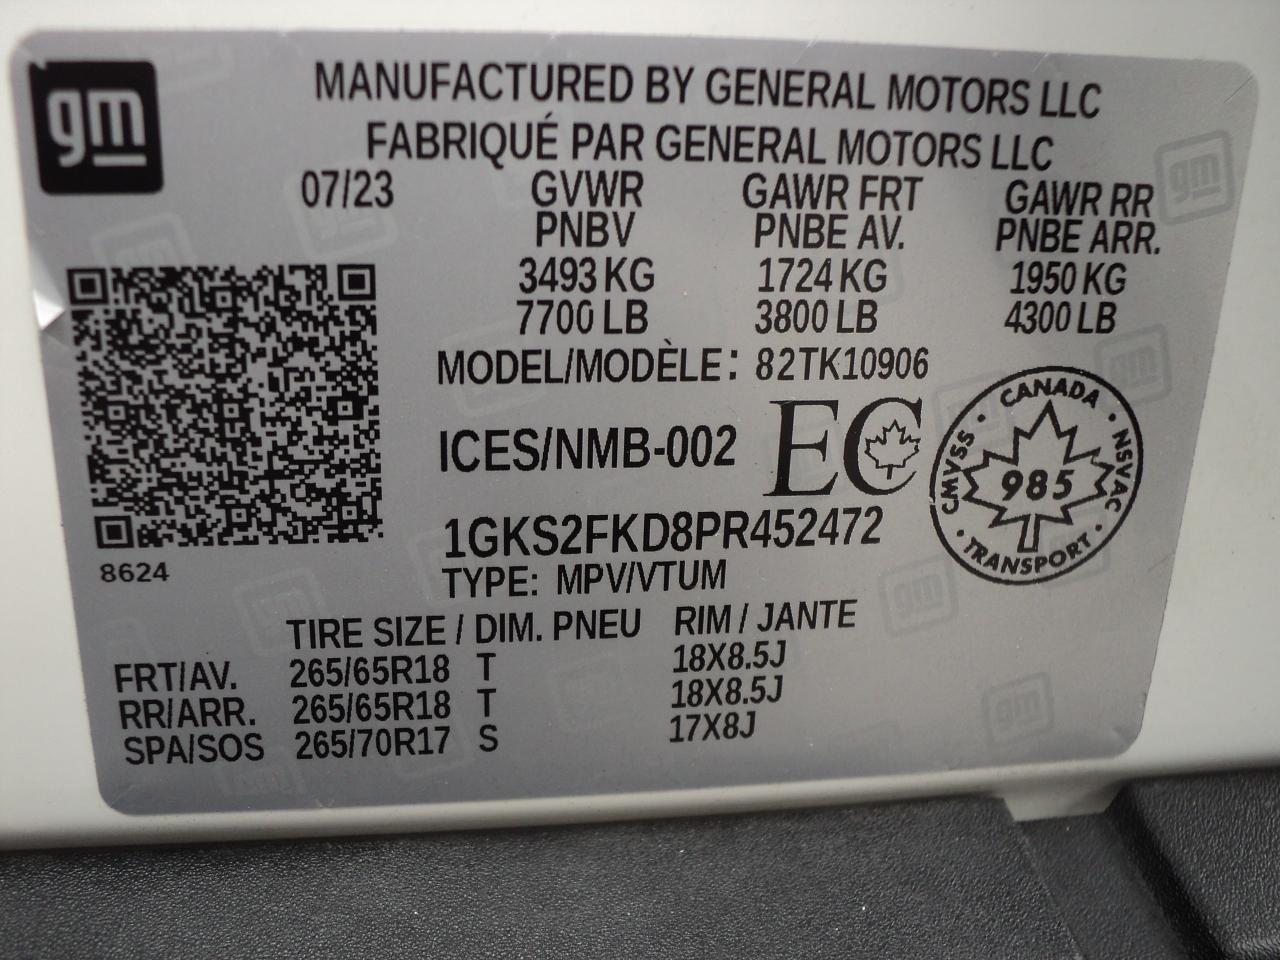 gm
MANUFACTURED BY GENERAL MOTORS LLC
FABRIQUÉ PAR GENERAL MOTORS LLC
07/23 GVWR GAWR FRT GAWR RR
PNBV PNBE AV. PNBE ARR.
3493 KG 1724 KG 1950 KG
7700 LB 3800 LB 4300 LB
MODEL/MODÈLE: 82TK10906
ICES/NMB-002 EC
CANADA
CMVSS 985 NSVAC
TRANSPORT
1GKS2FKD8PR452472
8624
TYPE: MPV/VTUM
TIRE SIZE / DIM. PNEU RIM / JANTE
FRT/AV. 265/65R18 T 18X8.5J
RR/ARR. 265/65R18 T 18X8.5J
SPA/SOS 265/70R17 S 17X8J